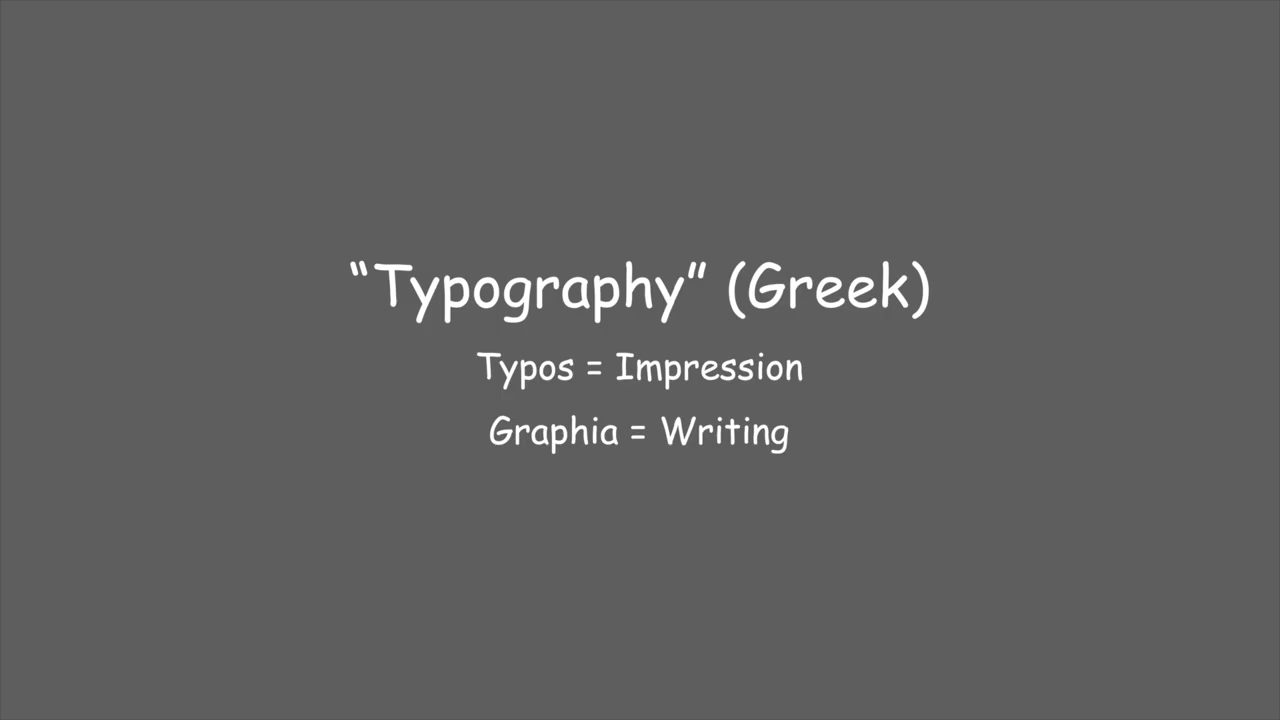 “Typography” (Greek)
Typos = Impression
Graphia = Writing